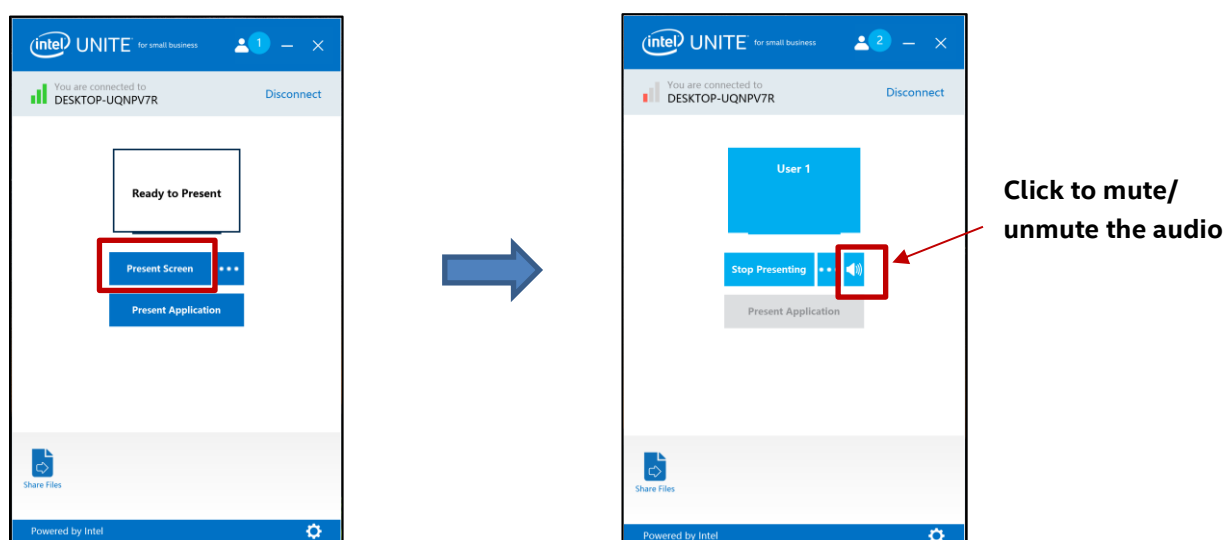 intel UNITE for small business 1
You are connected to
DESKTOP-UQNPV7R Disconnect
Ready to Present
Present Screen
Present Application
Share Files
Powered by Intel
intel UNITE for small business 2
You are connected to
DESKTOP-UQNPV7R Disconnect
User 1
Stop Presenting
Present Application
Share Files
Powered by Intel
Click to mute/
unmute the audio